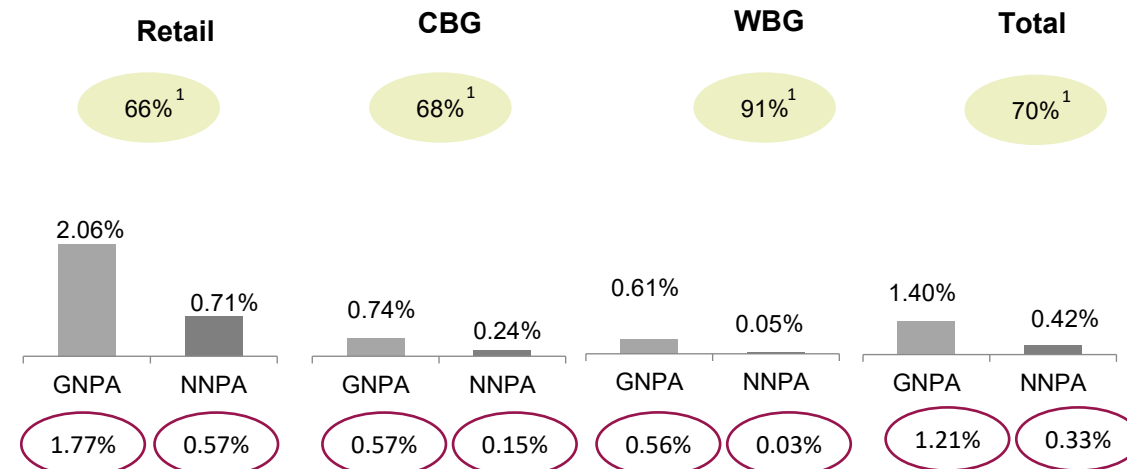 Retail CBG WBG Total
66%1 68%1 91%1 70%1
2.06% 0.71% 0.74% 0.24% 0.61% 0.05% 1.40% 0.42%
GNPA NNPA GNPA NNPA GNPA NNPA GNPA NNPA
1.77% 0.57% 0.57% 0.15% 0.56% 0.03% 1.21% 0.33%